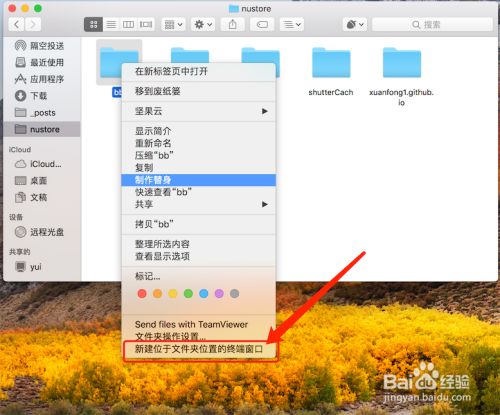 nustore
搜索
隔空投送
最近使用
应用程序
下载
_posts
nustore
iCloud
iCloud...
桌面
文稿
设备
远程光盘
共享的
yui
shutterCach
xuanfong1.github.
io
在新标签页中打开
移到废纸篓
坚果云
显示简介
重新命名
压缩“bb”
复制
制作替身
快速查看“bb”
共享
拷贝“bb”
整理所选内容
查看显示选项
标记...
Send files with TeamViewer
文件夹操作设置...
新建位于文件夹位置的终端窗口
Bai度经验
jingyan.baidu.com